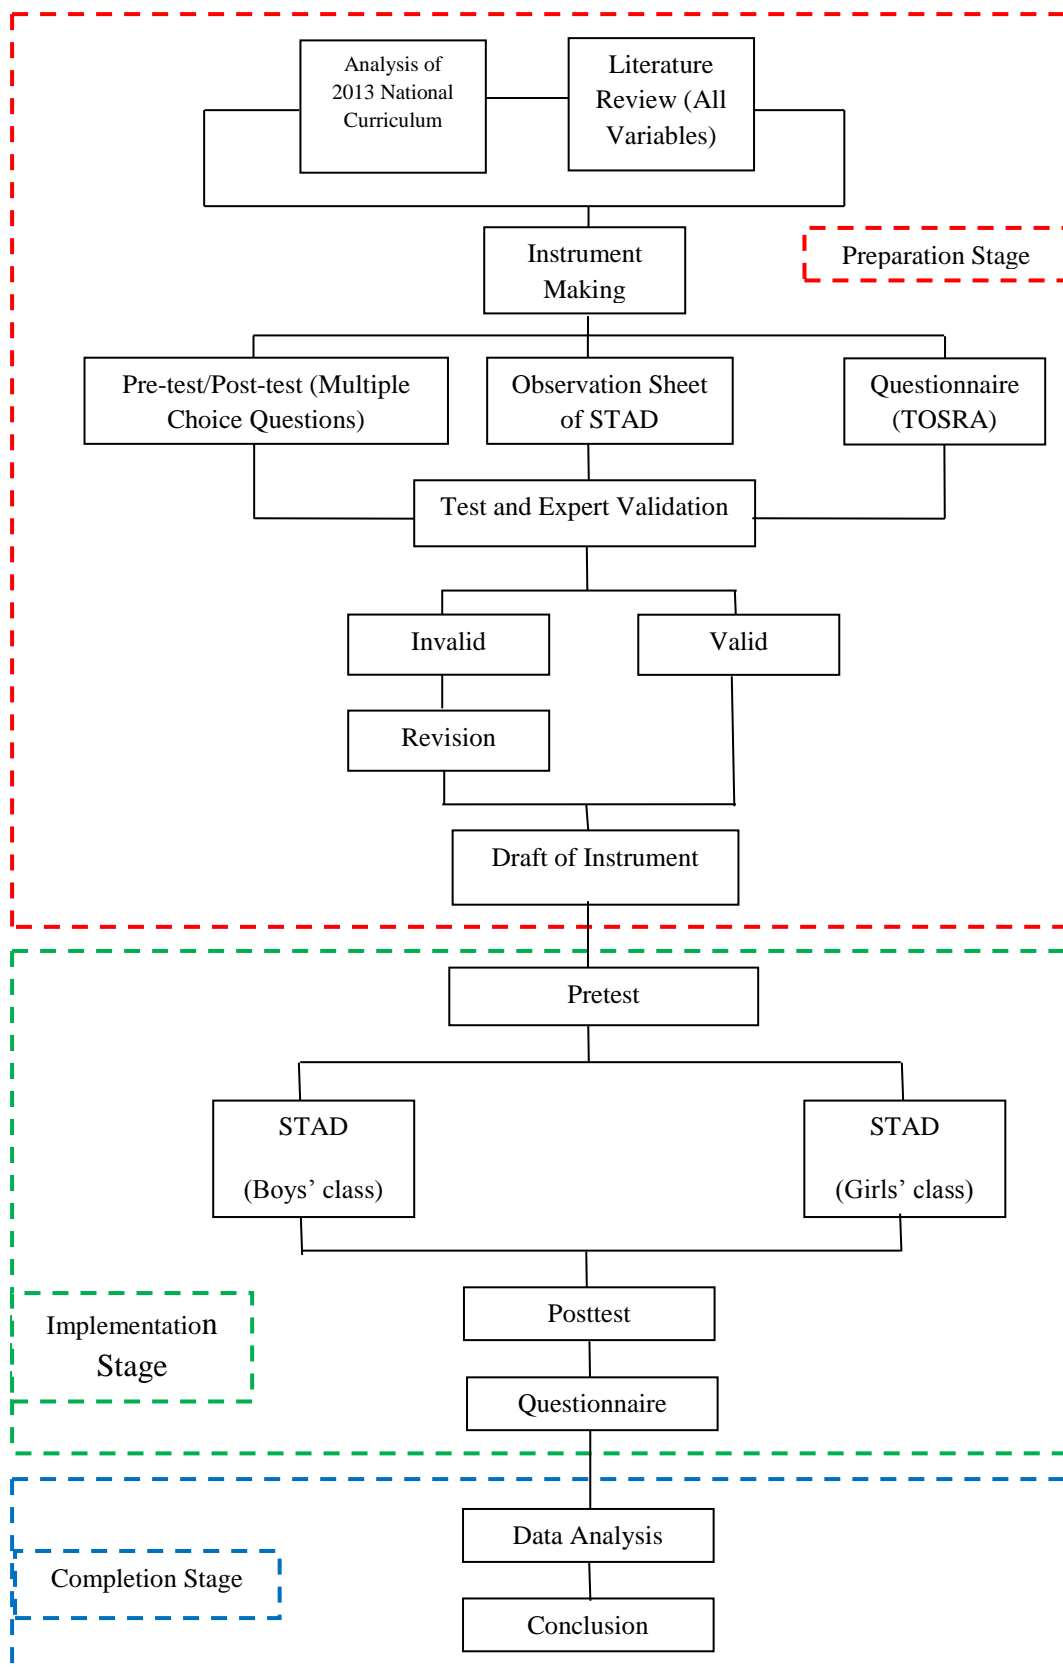 Analysis of
2013 National
Curriculum
Literature
Review (All
Variables)
Instrument
Making
Preparation Stage
Pre-test/Post-test (Multiple
Choice Questions)
Observation Sheet
of STAD
Questionnaire
(TOSRA)
Test and Expert Validation
Invalid
Valid
Revision
Draft of Instrument
Pretest
STAD
(Boys’ class)
STAD
(Girls’ class)
Posttest
Implementation
Stage
Questionnaire
Data Analysis
Completion Stage
Conclusion